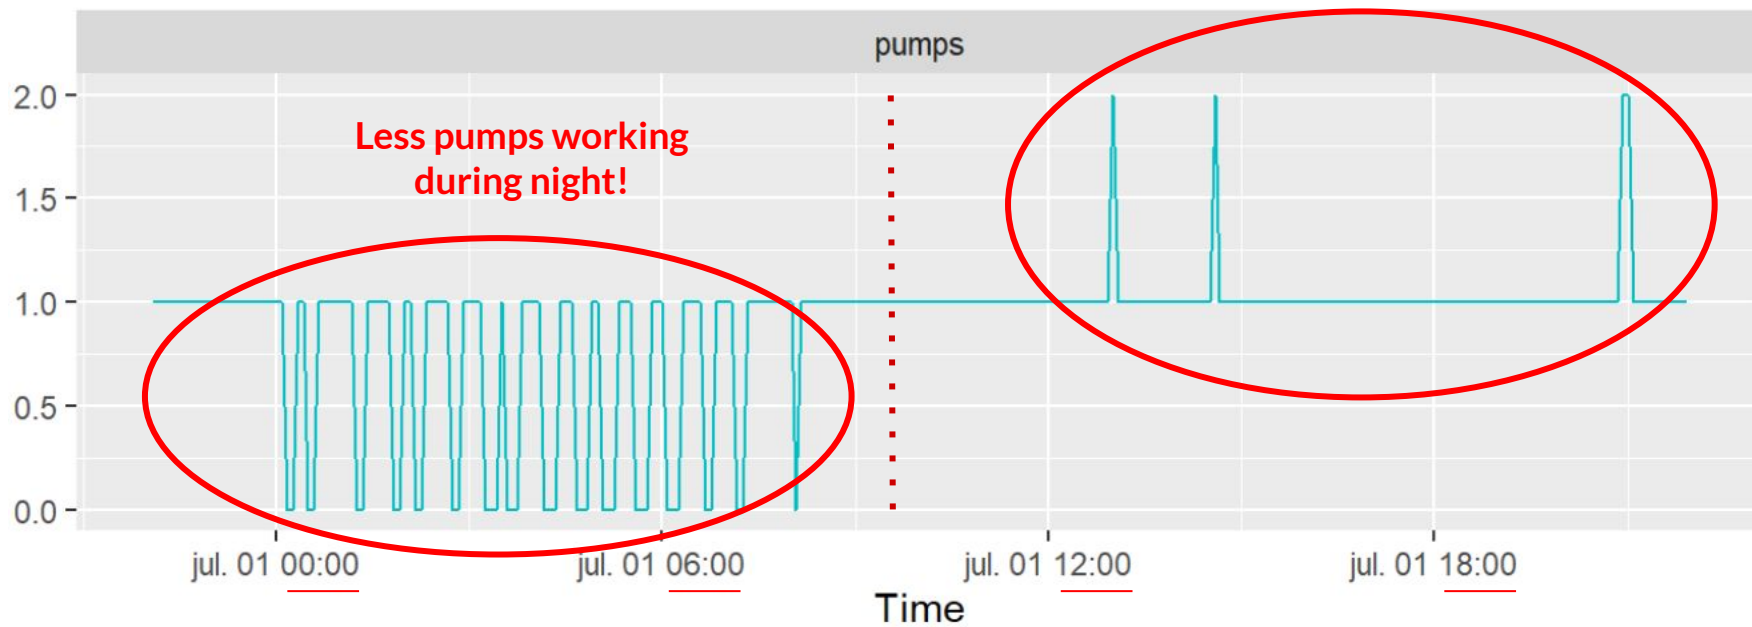 pumps
2.0
Less pumps working
during night!
1.5
1.0
0.5
0.0
jul. 01 00:00 jul. 01 06:00 jul. 01 12:00 jul. 01 18:00
Time